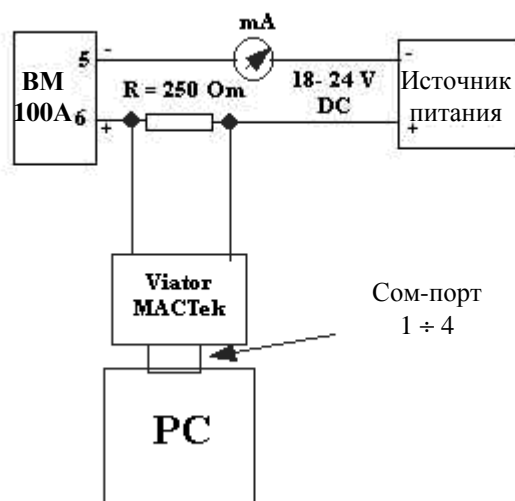 mA
5 -
-
BM
100A
18- 24 V
DC
Источник
питания
R = 250 Om
6 +
+
Viator
MACTek
Сом-порт
1 ÷ 4
PC